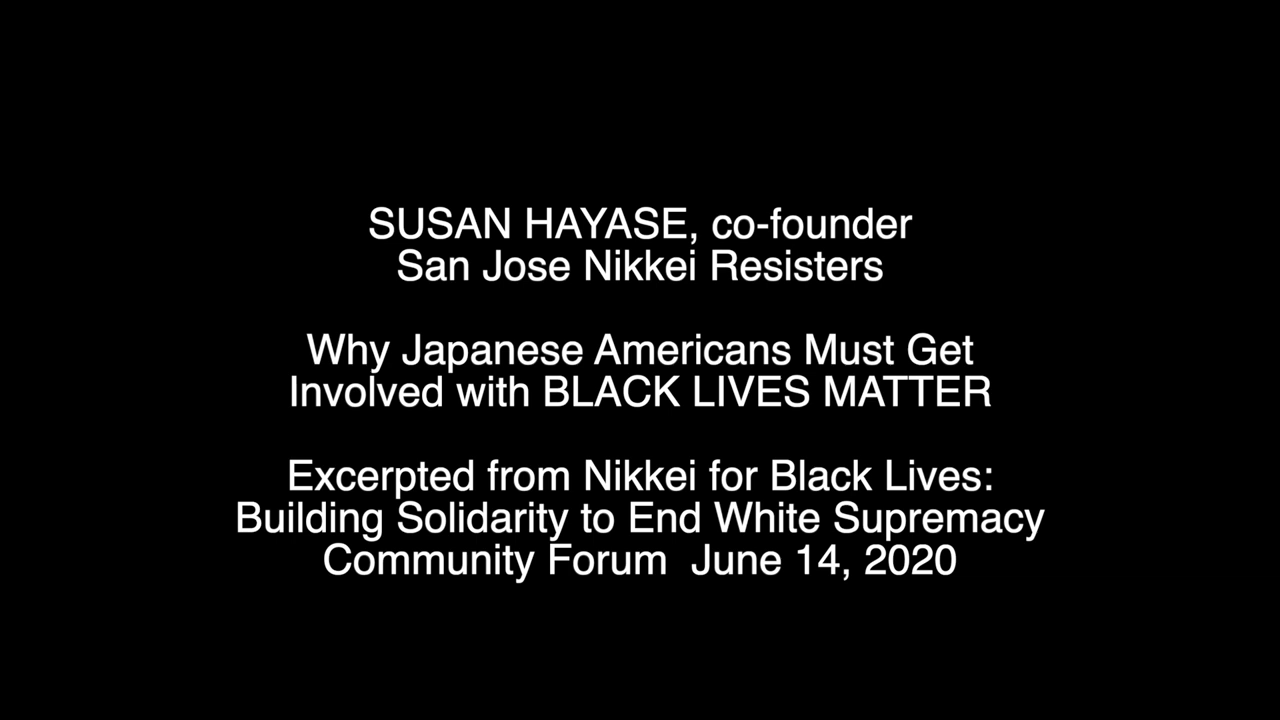 SUSAN HAYASE, co-founder
San Jose Nikkei Resisters
Why Japanese Americans Must Get
Involved with BLACK LIVES MATTER
Excerpted from Nikkei for Black Lives:
Building Solidarity to End White Supremacy
Community Forum  June 14, 2020